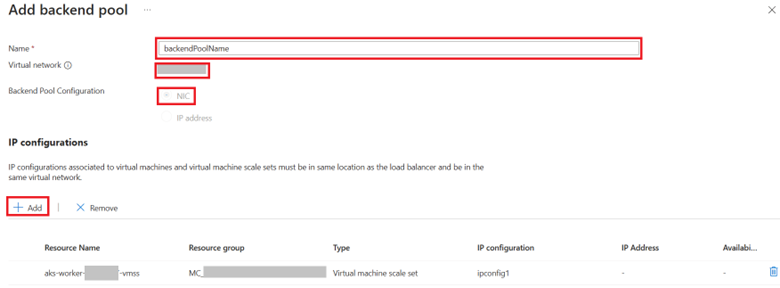 Add backend pool ...
Name *
backendPoolName
Virtual network
Backend Pool Configuration
NIC
IP address
IP configurations
IP configurations associated to virtual machines and virtual machine scale sets must be in same location as the load balancer and be in the
same virtual network.
+ Add | Remove
Resource Name Resource group Type IP configuration IP Address Availabi...
aks-worker- -vmss MC_ Virtual machine scale set ipconfig1 - -